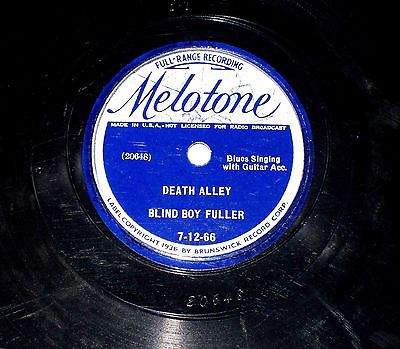 FULL-RANGE RECORDING
Melotone
MADE IN U.S.A.-NOT LICENSED FOR RADIO BROADCAST
(20648)
Blues Singing
with Guitar Acc.
DEATH ALLEY
BLIND BOY FULLER
7-12-66
LABEL COPYRIGHT 1936 BY BRUNSWICK RECORD CORP.
20648